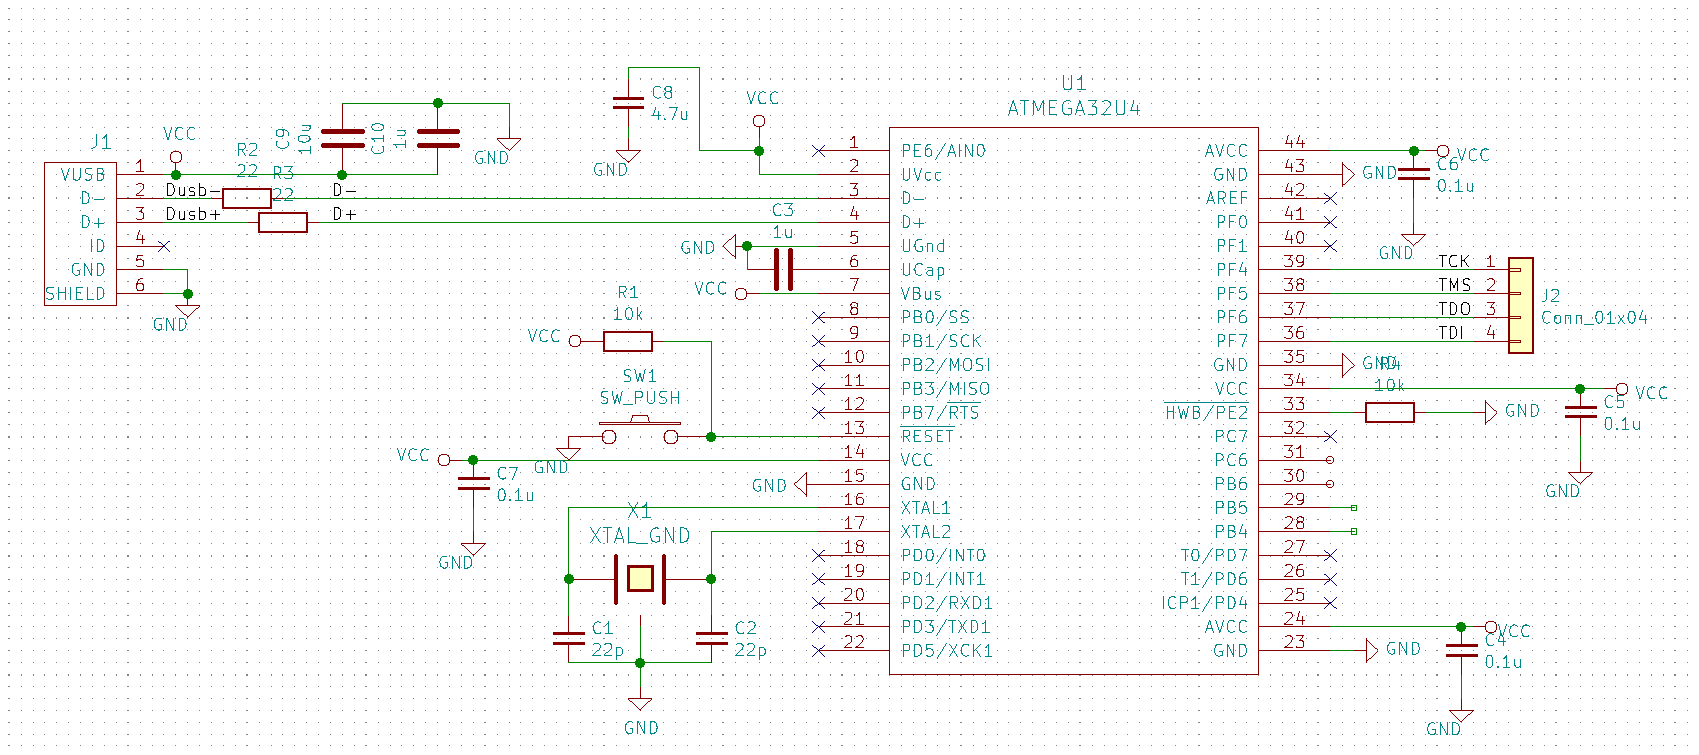 U1
ATMEGA32U4
C8
4.7u
GND
VCC
J1
VCC
C9
10u
C10
1u
GND
R2
22
R3
22
VUSB 1
D- 2 Dusb- D-
D+ 3 Dusb+ D+
ID 4
GND 5
SHIELD 6
GND
C3
1u
GND
VCC
R1
10k
VCC
SW1
SW_PUSH
GND
VCC
C7
0.1u
GND
GND
X1
XTAL_GND
C1
22p
C2
22p
GND
1 PE6/AIN0
2 UVcc
3 D-
4 D+
5 UGnd
6 UCap
7 VBus
8 PB0/SS
9 PB1/SCK
10 PB2/MOSI
11 PB3/MISO
12 PB7/RTS
13 RESET
14 VCC
15 GND
16 XTAL1
17 XTAL2
18 PD0/INT0
19 PD1/INT1
20 PD2/RXD1
21 PD3/TXD1
22 PD5/XCK1
AVCC 44
GND 43
AREF 42
PF0 41
PF1 40
PF4 39
PF5 38
PF6 37
PF7 36
GND 35
VCC 34
HWB/PE2 33
PC7 32
PC6 31
PB6 30
PB5 29
PB4 28
T0/PD7 27
T1/PD6 26
ICP1/PD4 25
AVCC 24
GND 23
VCC
GND
C6
0.1u
GND
TCK 1
TMS 2
TDO 3
TDI 4
J2
Conn_01x04
GND
R4
10k
GND
VCC
C5
0.1u
GND
VCC
C4
0.1u
GND
GND